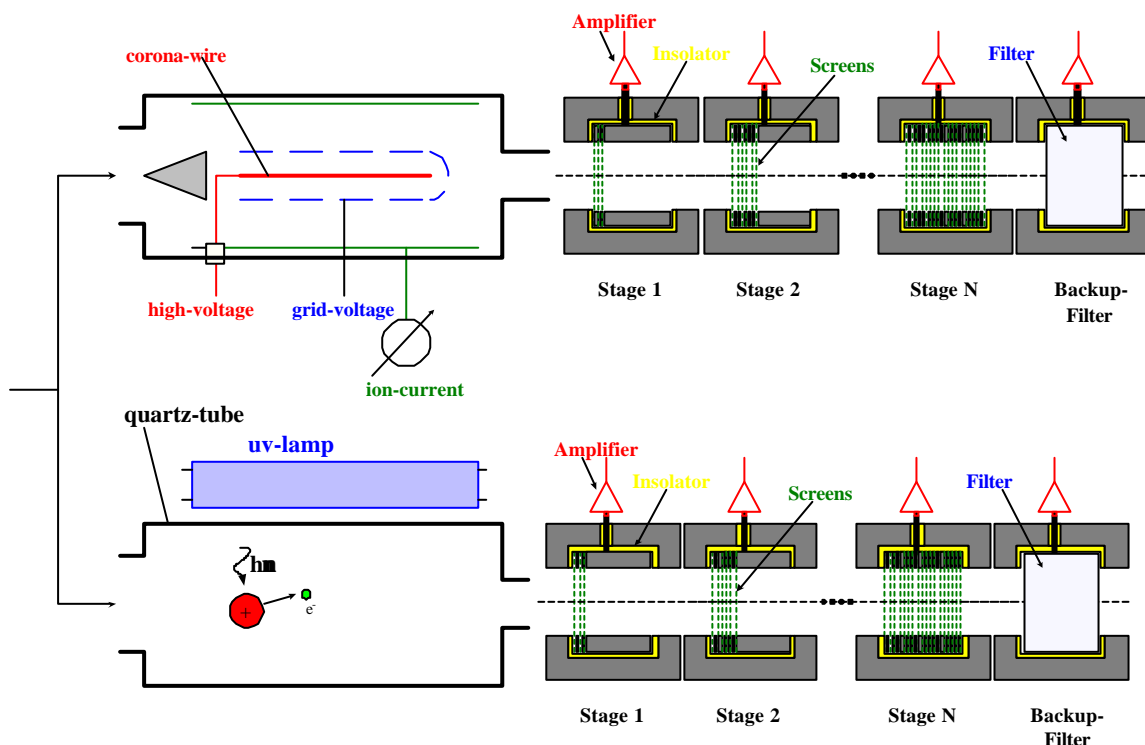 Amplifier
corona-wire
Insolator
Screens
Filter
high-voltage
grid-voltage
Stage 1
Stage 2
Stage N
Backup-
Filter
ion-current
quartz-tube
uv-lamp
Amplifier
Insolator
Screens
Filter
+
e-
Stage 1
Stage 2
Stage N
Backup-
Filter